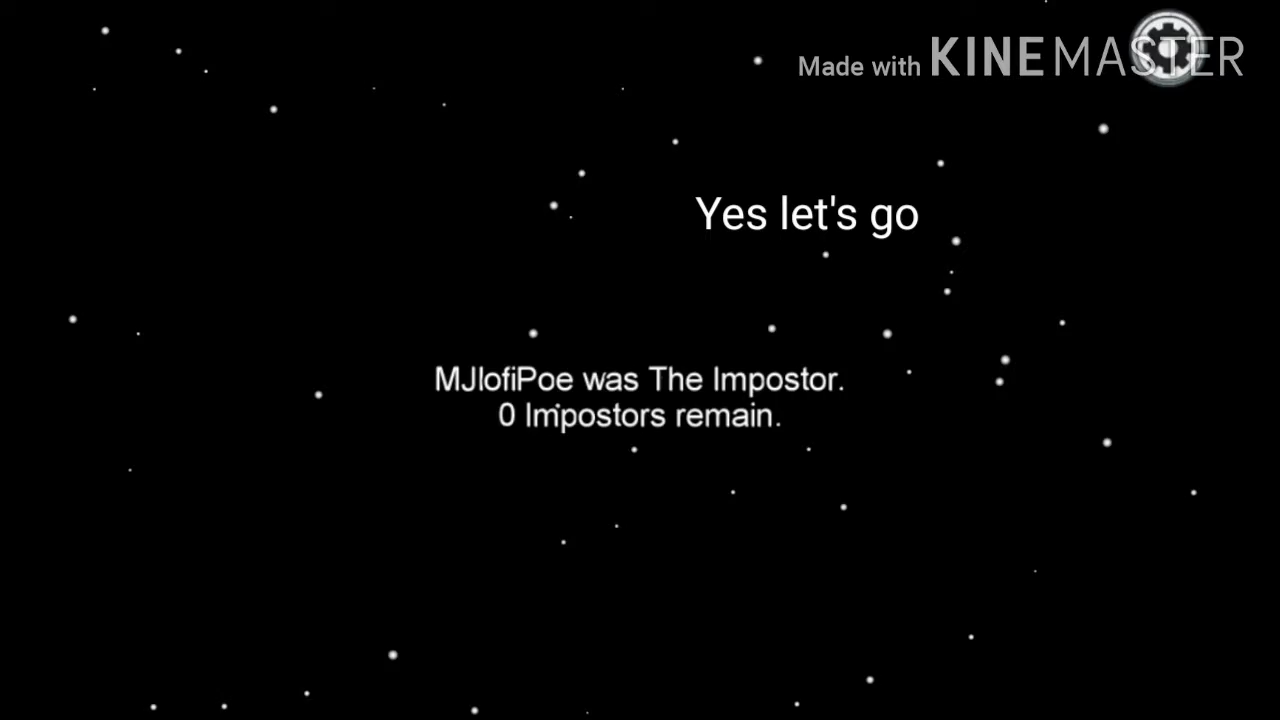 Made with KINEMASTER
Yes let's go
MJlofiPoe was The Impostor.
0 Impostors remain.